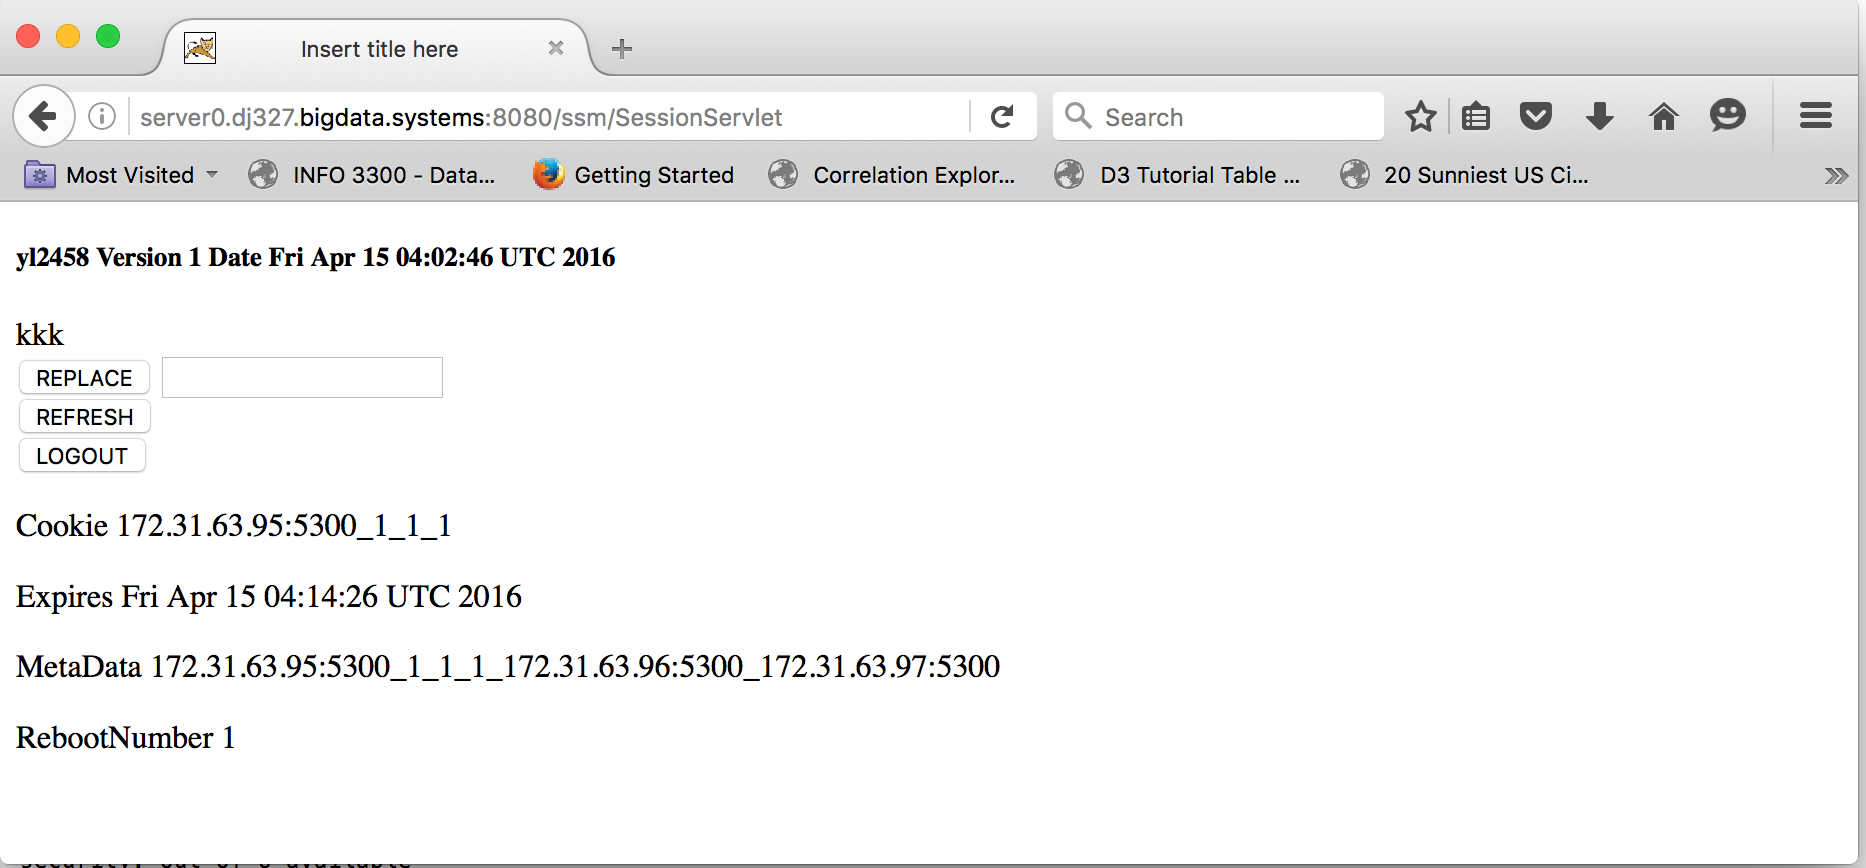 Insert title here
server0.dj327.bigdata.systems:8080/ssm/SessionServlet
Search
Most Visited
INFO 3300 - Data...
Getting Started
Correlation Explor...
D3 Tutorial Table ...
20 Sunniest US Ci...
yl2458 Version 1 Date Fri Apr 15 04:02:46 UTC 2016
kkk
REPLACE
REFRESH
LOGOUT
Cookie 172.31.63.95:5300_1_1_1
Expires Fri Apr 15 04:14:26 UTC 2016
MetaData 172.31.63.95:5300_1_1_1_172.31.63.96:5300_172.31.63.97:5300
RebootNumber 1